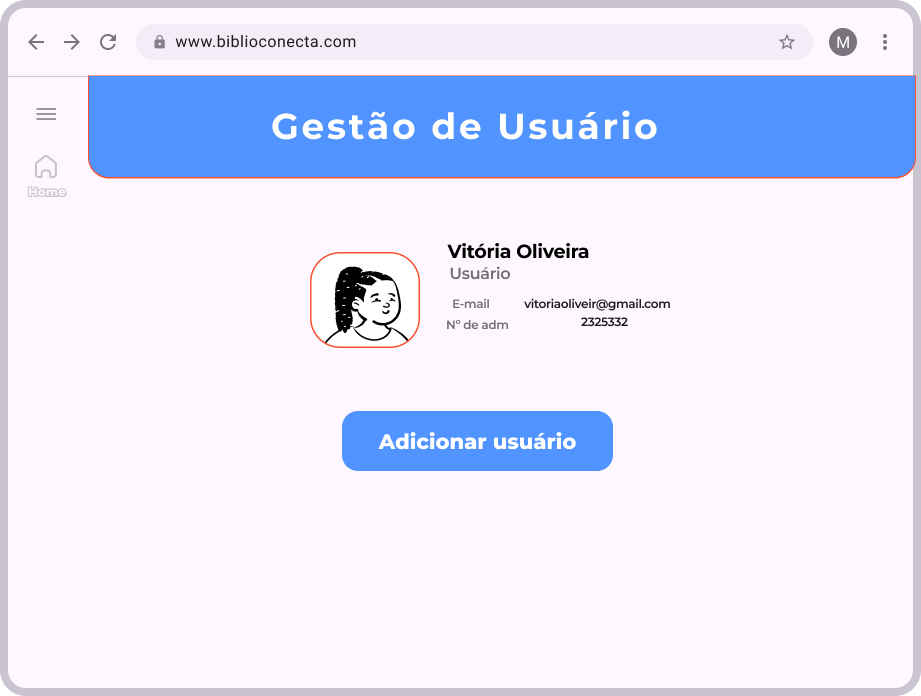 www.biblioconecta.com
M
Gestão de Usuário
Home
Vitória Oliveira
Usuário
E-mail vitoriaoliveir@gmail.com
Nº de adm 2325332
Adicionar usuário